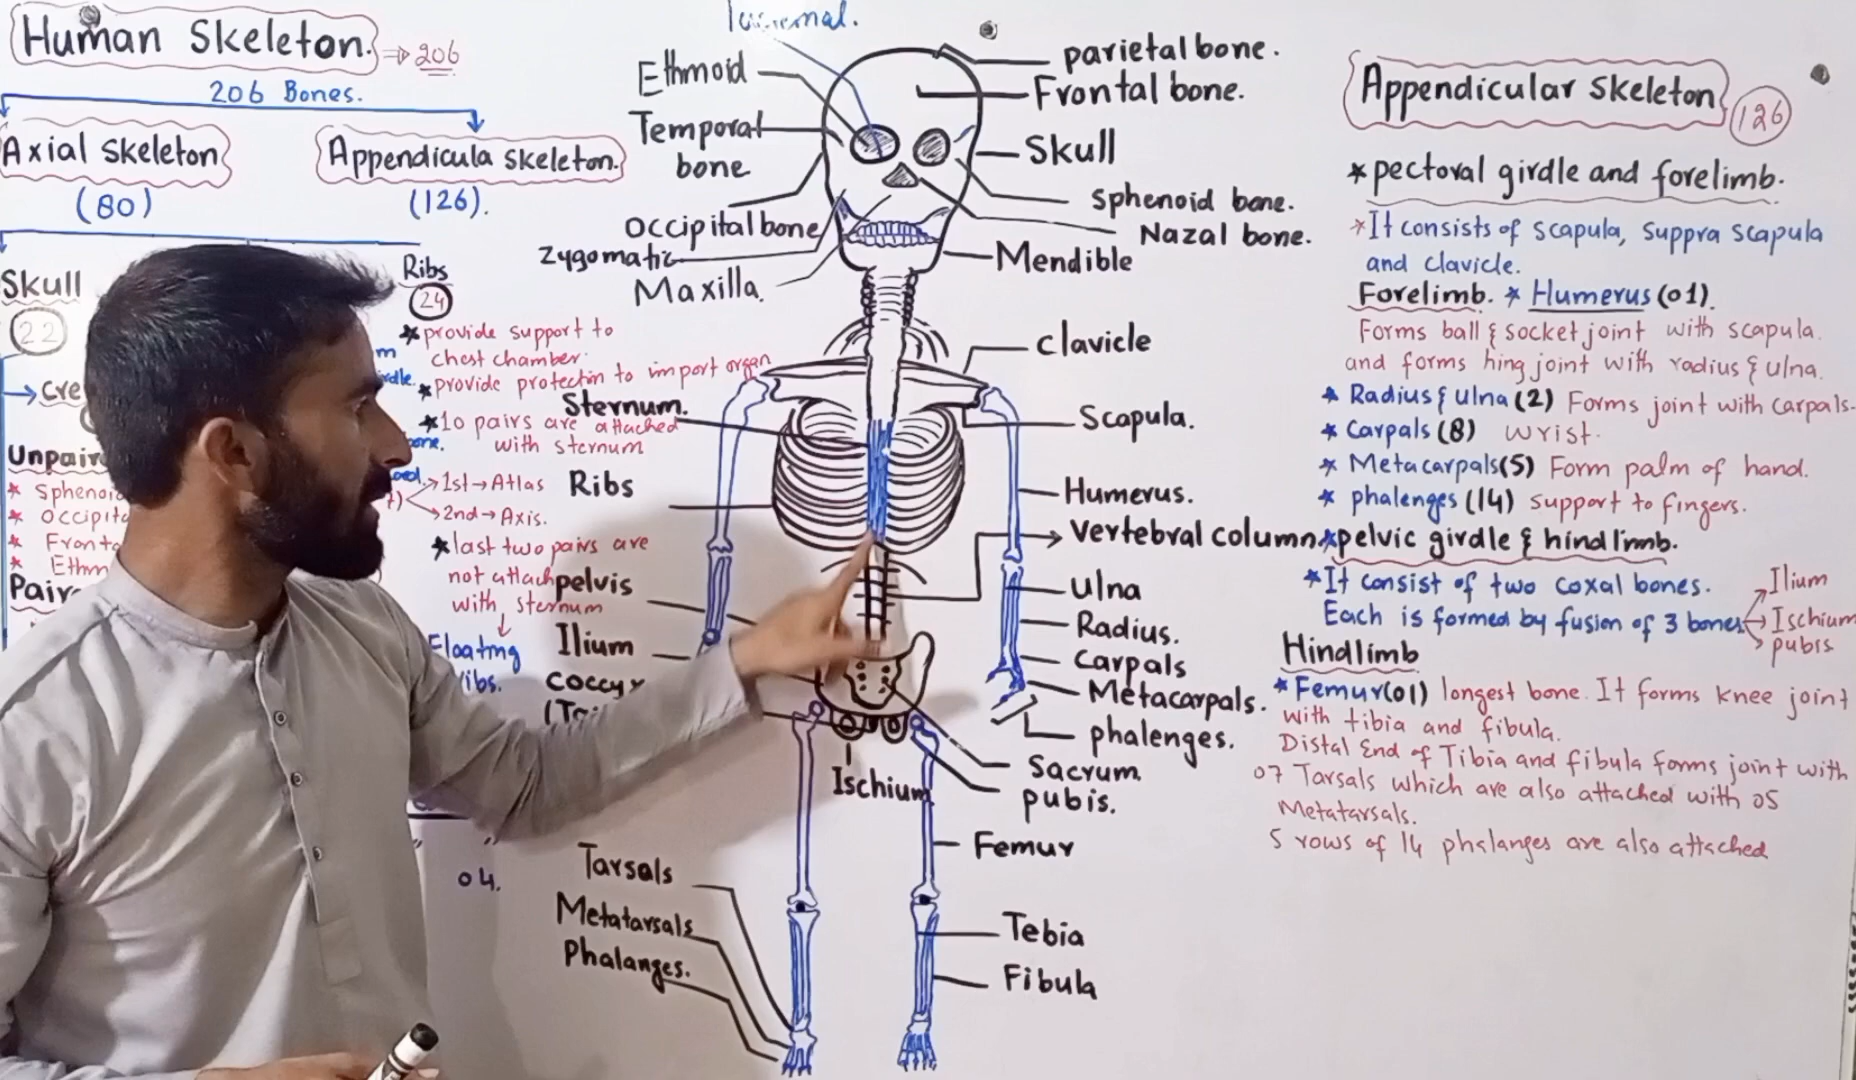 Human Skeleton. ⇒ 206
206 Bones.
Axial skeleton
(80)
Appendicula skeleton.
(126).
Skull
22
→ cre
Unpair
* Sphenoi
* Occipit
* Front
* Ethm
Pair
Ribs
24
* provide support to
chest chamber.
* provide protectin to import organ
* 10 pairs are attached
with sternum
1st → Atlas
2nd → Axis.
* last two pairs are
not attach
with sternum
Floating
ribs.
04.
Ethmoid
Temporal
bone
Occipital bone
Zygomatic
Maxilla.
Sternum.
Ribs
pelvis
Ilium
coccyx
Ischium
Tarsals
Metatarsals
Phalanges.
parietal bone.
Frontal bone.
Skull
Sphenoid bone.
Nazal bone.
Mendible
clavicle
Scapula.
Humerus.
Vertebral column
Ulna
Radius.
Carpals
Metacarpals.
phalenges.
Sacrum
pubis.
Femur
Tebia
Fibula
Appendicular skeleton
126
* pectoral girdle and forelimb.
* It consists of scapula, suppra scapula
and clavicle.
Forelimb. * Humerus (01).
Forms ball & socket joint with scapula.
and forms hing joint with radius & ulna.
* Radius & ulna (2) Forms joint with carpals.
* Carpals (8) wrist.
* Metacarpals (5) Form palm of hand.
* phalenges (14) support to fingers.
* pelvic girdle & hind limb.
* It consist of two coxal bones.
Each is formed by fusion of 3 bones
Ilium
Ischium
pubis
Hindlimb
* Femur (01) longest bone. It forms knee joint
with tibia and fibula.
Distal End of Tibia and fibula forms joint with
07 Tarsals which are also attached with 05
Metatarsals.
5 rows of 14 phalanges are also attached